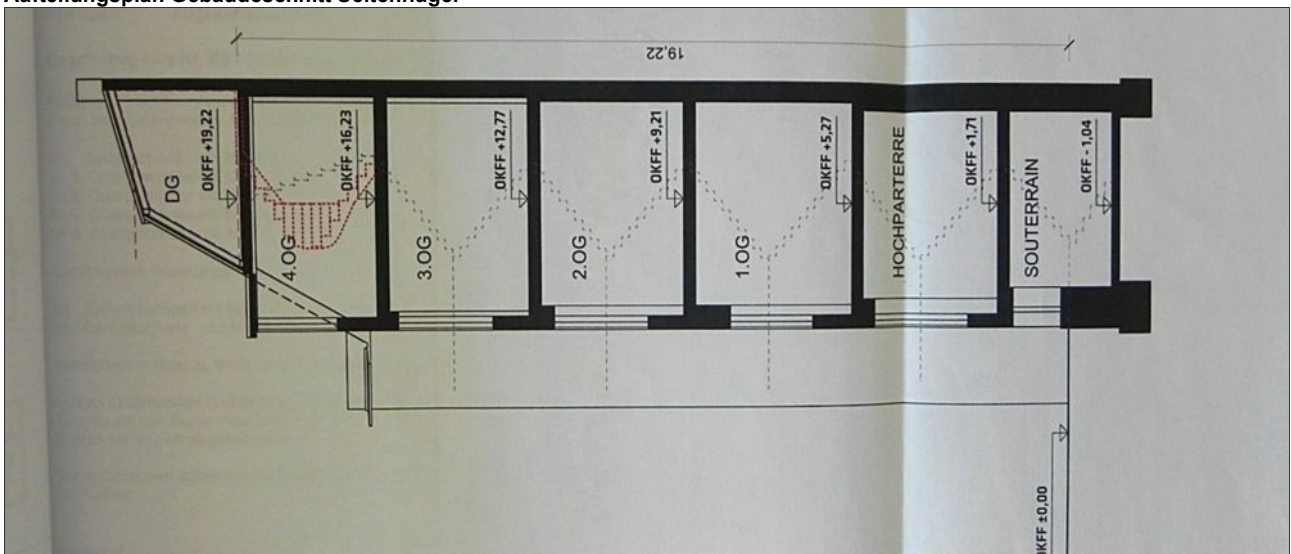 Aufteilungsplan Gebäudeschnitt Seitenflügel
19,22
DG
OKFF +19,22
4.OG
OKFF +16,23
3.OG
OKFF +12,77
2.OG
OKFF +9,21
1.OG
OKFF +5,27
HOCHPARTERRE
OKFF +1,71
SOUTERRAIN
OKFF - 1,04
OKFF ±0,00